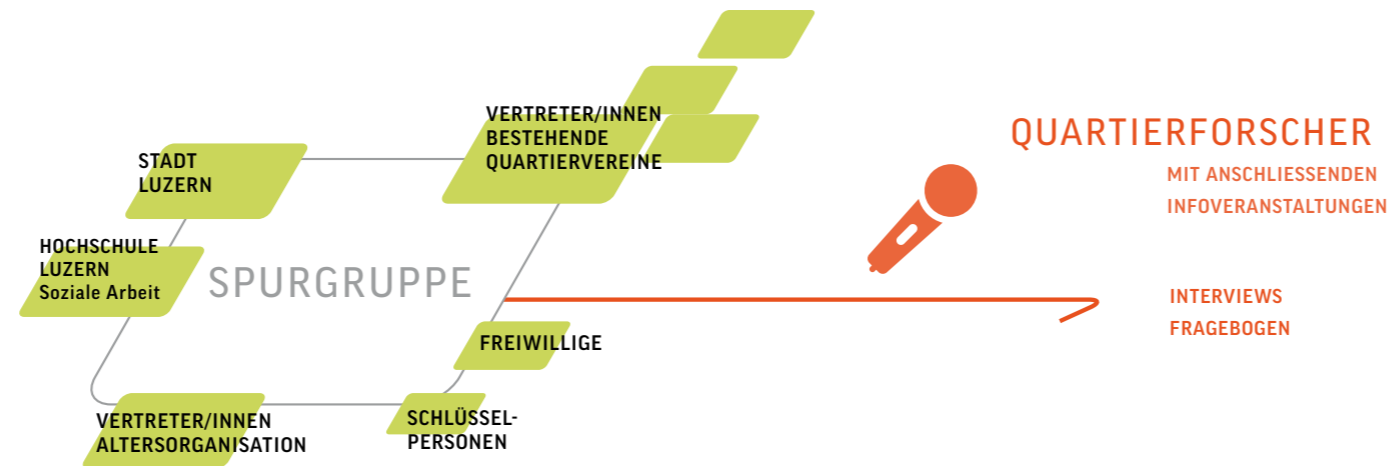 VERTRETER/INNEN
BESTEHENDE
QUARTIERVEREINE
STADT
LUZERN
HOCHSCHULE
LUZERN
Soziale Arbeit
SPURGRUPPE
FREIWILLIGE
VERTRETER/INNEN
ALTERSORGANISATION
SCHLÜSSEL-
PERSONEN
QUARTIERFORSCHER
MIT ANSCHLIESSENDEN
INFOVERANSTALTUNGEN
INTERVIEWS
FRAGEBOGEN